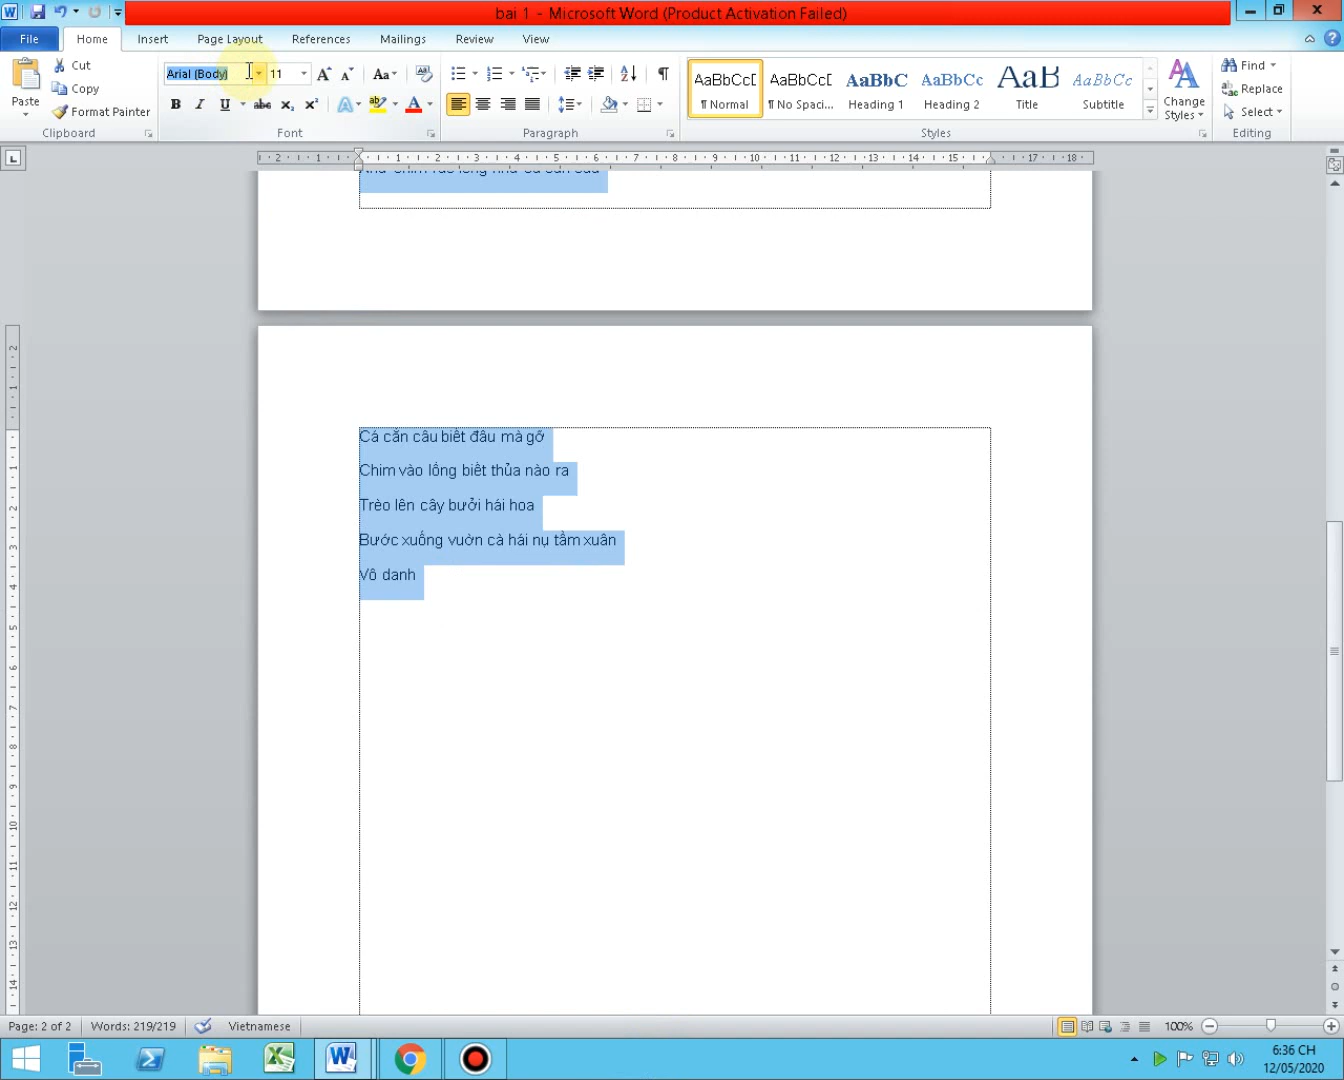 bai 1 - Microsoft Word (Product Activation Failed)
File Home Insert Page Layout References Mailings Review View
Arial (Body) 11 Aa
Paste
Cut
Copy
Format Painter
AaBbCcD AaBbCcD AaBbC AaBbCc AaB AaBbCc
¶ Normal ¶ No Spaci... Heading 1 Heading 2 Title Subtitle
Change Styles
Find
Replace
Select
Clipboard Font Paragraph Styles Editing
Cá cắn câu biết đâu mà gỡ
Chim vào lồng biết thủa nào ra
Trèo lên cây bưởi hái hoa
Bước xuống vườn cà hái nụ tầm xuân
Vô danh
Page: 2 of 2 Words: 219/219 Vietnamese 100%
6:36 CH
12/05/2020